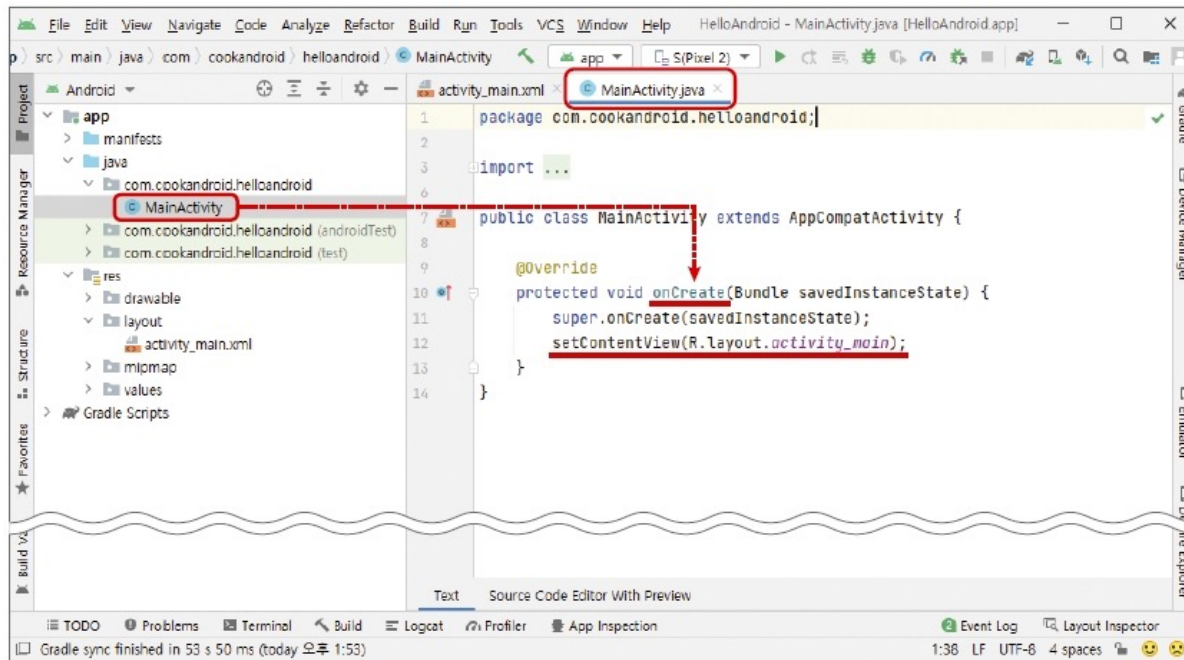 File Edit View Navigate Code Analyze Refactor Build Run Tools VCS Window Help HelloAndroid - MainActivity.java [HelloAndroid.app]
src 〉 main 〉 java 〉 com 〉 cookandroid 〉 helloandroid 〉 MainActivity app S(Pixel 2)
Project
Resource Manager
Structure
Favorites
Android
app
manifests
java
com.cookandroid.helloandroid
MainActivity
com.cookandroid.helloandroid (androidTest)
com.cookandroid.helloandroid (test)
res
drawable
layout
activity_main.xml
mipmap
values
Gradle Scripts
activity_main.xml MainActivity.java
1 package com.cookandroid.helloandroid;
2
3 import ...
6
7 public class MainActivity extends AppCompatActivity {
8
9 @Override
10 protected void onCreate(Bundle savedInstanceState) {
11 super.onCreate(savedInstanceState);
12 setContentView(R.layout.activity_main);
13 }
14 }
Text Source Code Editor With Preview
TODO Problems Terminal Build Logcat Profiler App Inspection Event Log Layout Inspector
Gradle sync finished in 53 s 50 ms (today 오후 1:53) 1:38 LF UTF-8 4 spaces